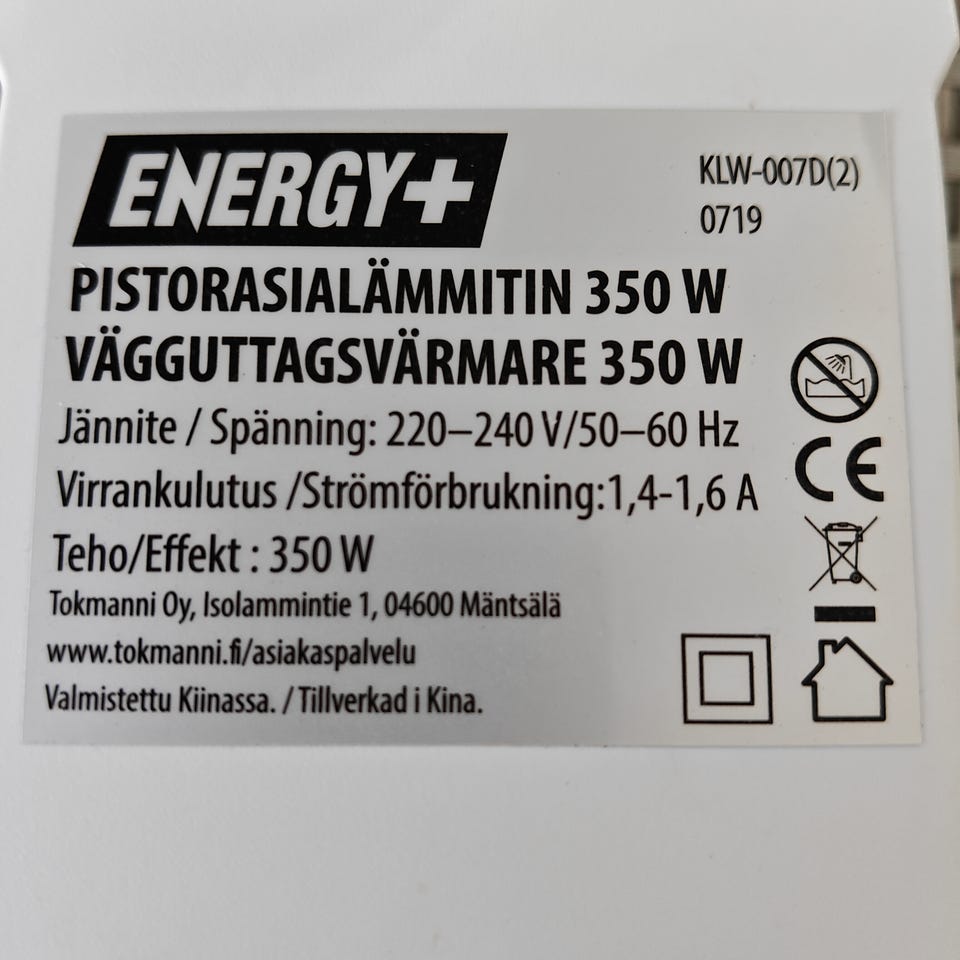 ENERGY+
KLW-007D(2)
0719
PISTORASIALÄMMITIN 350 W
VÄGGUTTAGSVÄRMARE 350 W
Jännite / Spänning: 220–240 V/50–60 Hz
Virrankulutus /Strömförbrukning:1,4-1,6 A
Teho/Effekt : 350 W
Tokmanni Oy, Isolammintie 1, 04600 Mäntsälä
www.tokmanni.fi/asiakaspalvelu
Valmistettu Kiinassa. / Tillverkad i Kina.
CE